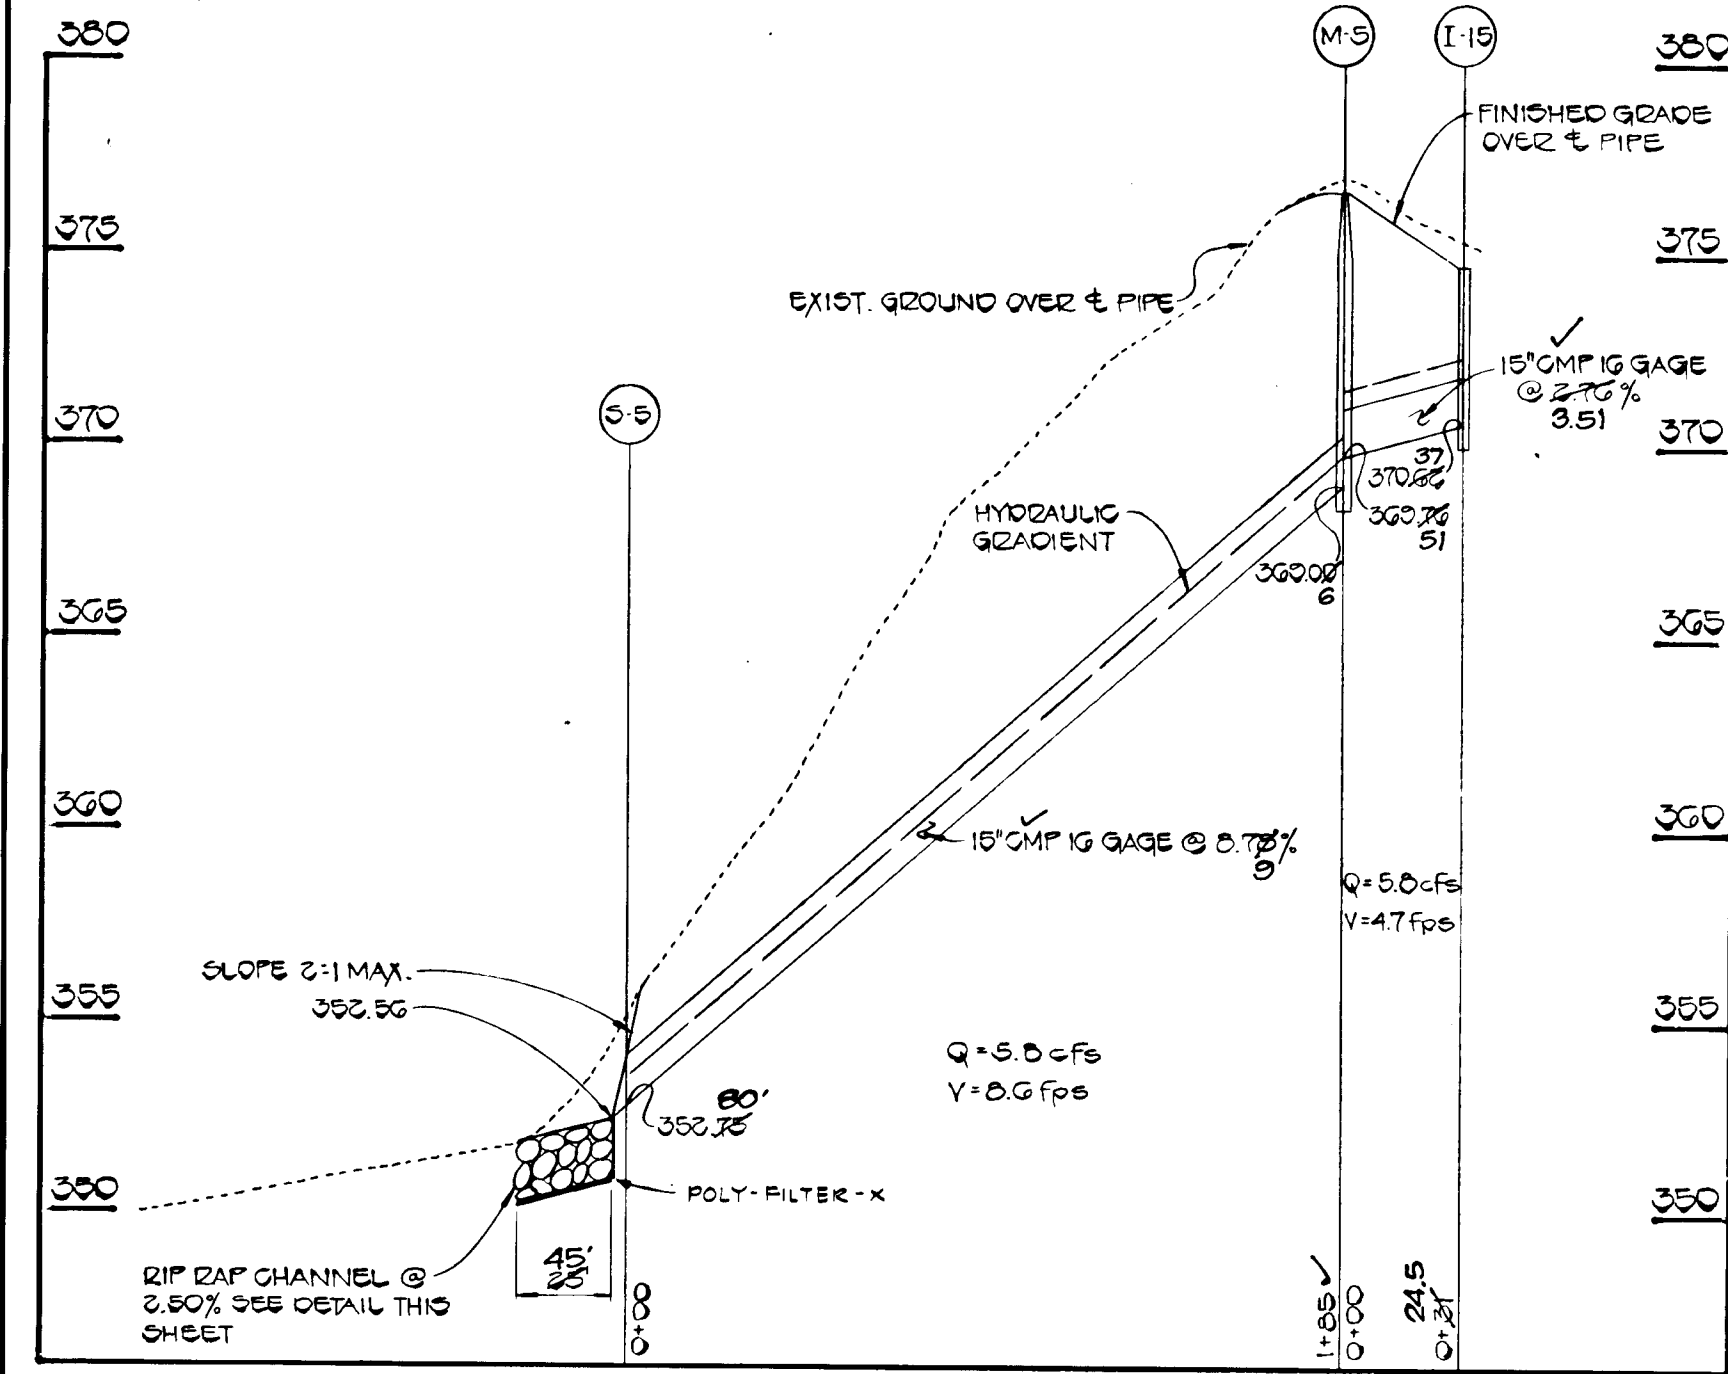 380
M-5
I-15
380
FINISHED GRADE
OVER ℄ PIPE
375
375
EXIST. GROUND OVER ℄ PIPE
15" CMP 16 GAGE
@ 2.76 %
3.51
S-5
370
370
37
370.62
369.76
51
HYDRAULIC
GRADIENT
369.00
6
365
365
360
360
15" CMP 16 GAGE @ 8.78%
9
Q=5.8cfs
V=4.7fps
SLOPE 2:1 MAX.
352.56
355
355
Q=5.8cfs
V=8.6fps
80'
352.75
350
POLY-FILTER-X
350
45'
25'
RIP RAP CHANNEL @
2.50% SEE DETAIL THIS
SHEET
0+00
1+85
0+00
24.5
0+31